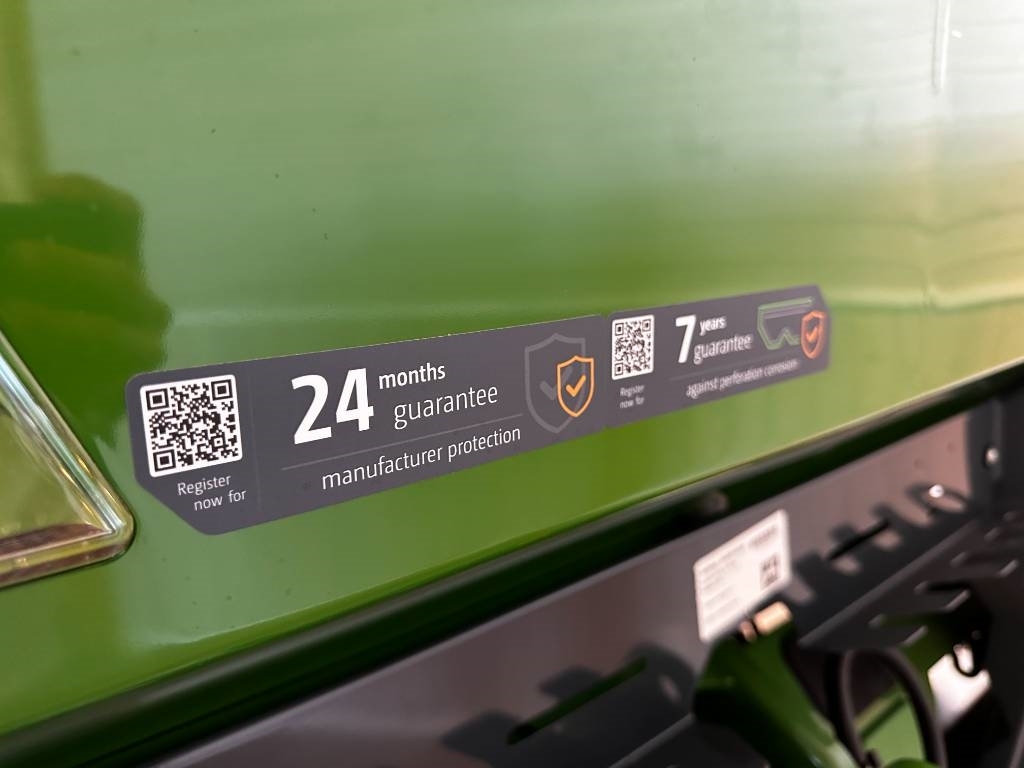 24 months
guarantee
manufacturer protection
Register
now for
7 years
guarantee
against perforation corrosion
Register
now for